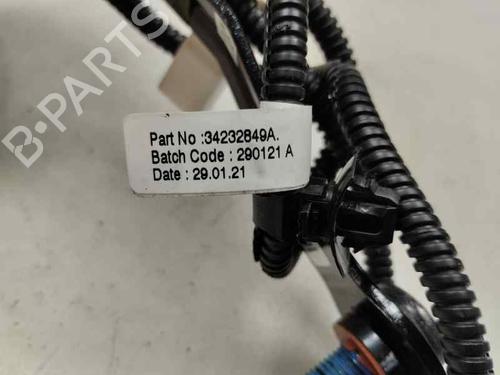 B-PARTS
Part No :34232849A.
Batch Code : 290121 A
Date : 29.01.21